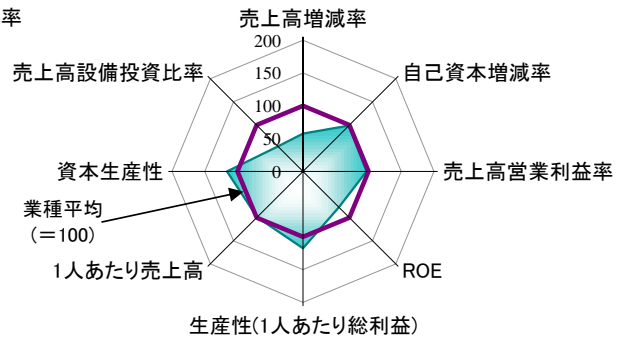 率
売上高増減率
200
150
100
50
0
自己資本増減率
売上高営業利益率
ROE
生産性(1人あたり総利益)
1人あたり売上高
資本生産性
売上高設備投資比率
業種平均
(＝100)